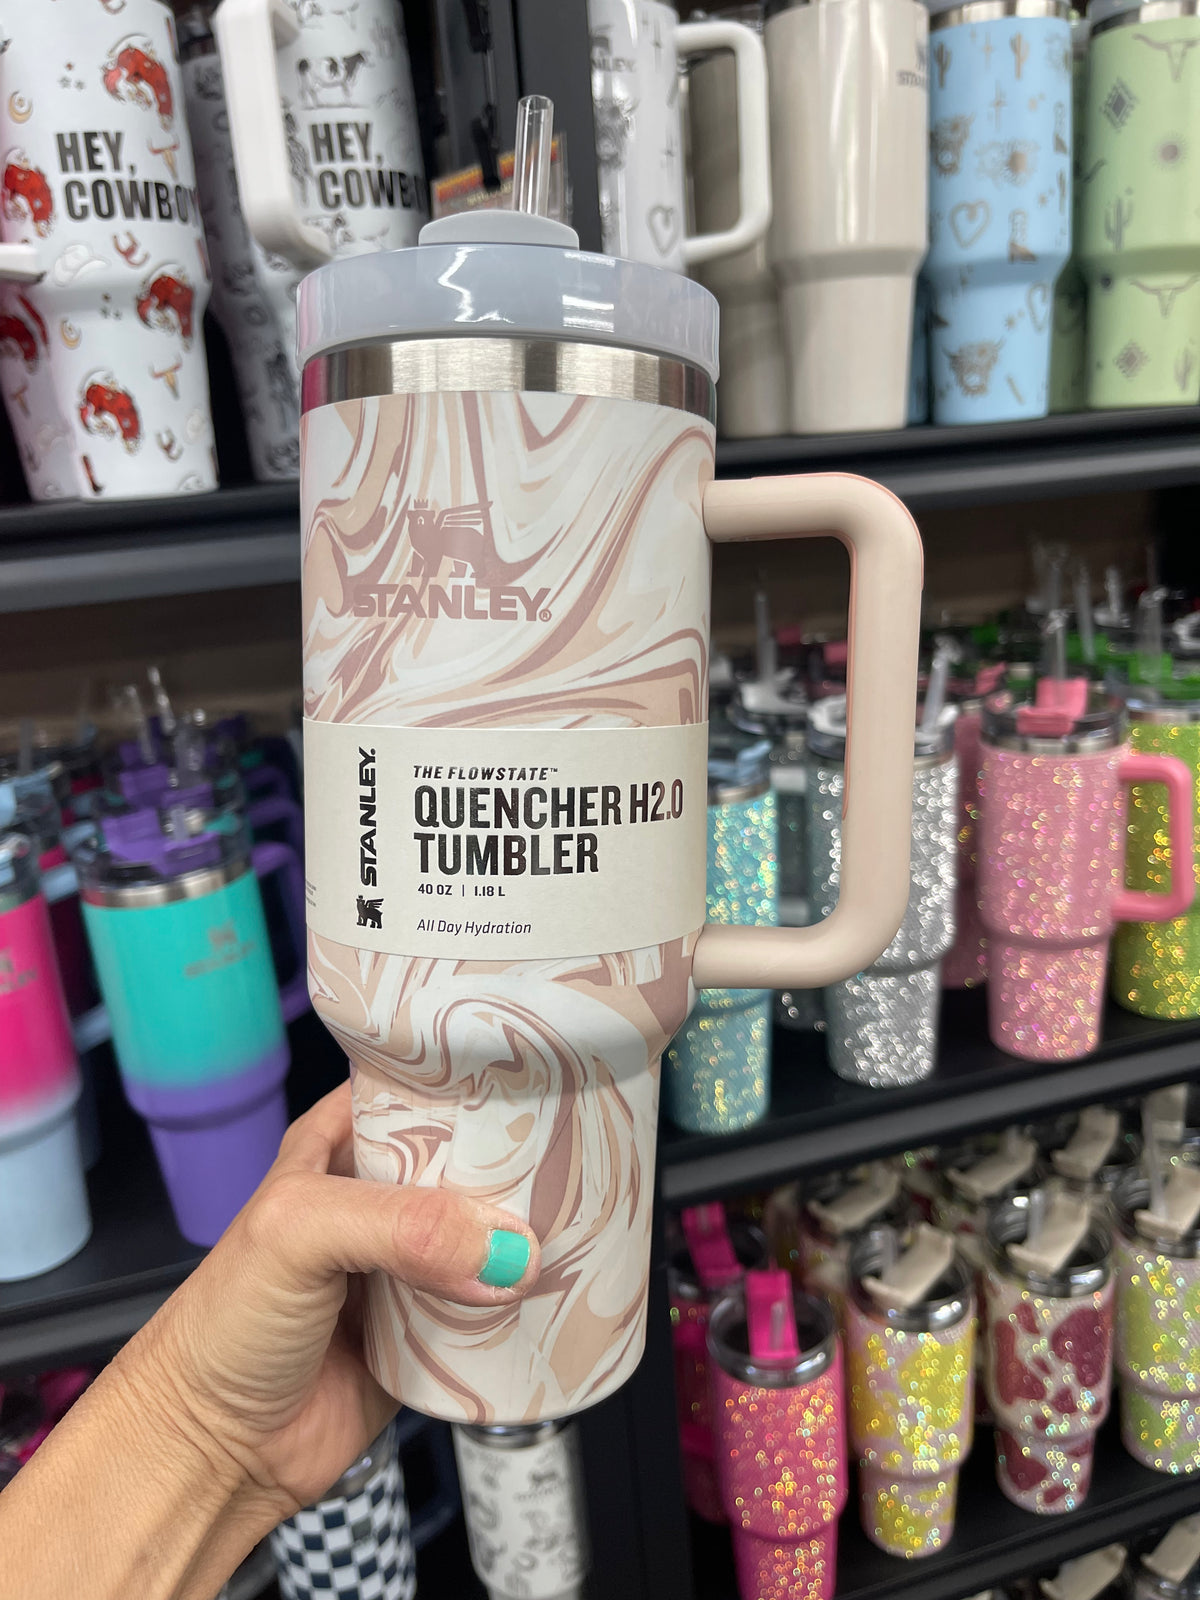 HEY,
COWBOY
HEY,
COWBO
STANLEY
STANLEY®
STANLEY®
THE FLOWSTATE™
QUENCHER H2.0
TUMBLER
40 OZ | 1.18 L
All Day Hydration